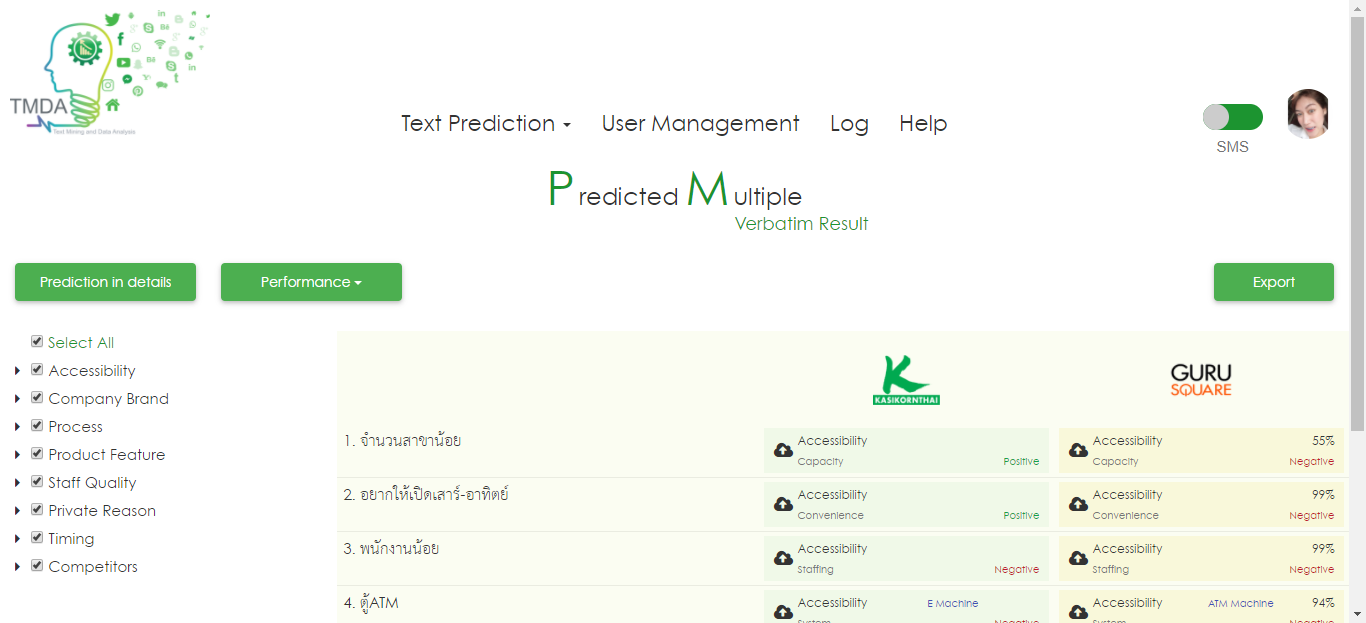 TMDA
Text Mining and Data Analysis
Text Prediction
User Management
Log
Help
SMS
Predicted Multiple
Verbatim Result
Prediction in details
Performance
Export
Select All
Accessibility
Company Brand
Process
Product Feature
Staff Quality
Private Reason
Timing
Competitors
KASIKORNTHAI
GURU
SQUARE
1. จำนวนสาขาน้อย
Accessibility
Capacity Positive
Accessibility 55%
Capacity Negative
2. อยากให้เปิดเสาร์-อาทิตย์
Accessibility
Convenience Positive
Accessibility 99%
Convenience Negative
3. พนักงานน้อย
Accessibility
Staffing Negative
Accessibility 99%
Staffing Negative
4. ตู้ATM
Accessibility E Machine
System Negative
Accessibility ATM Machine 94%
System Negative